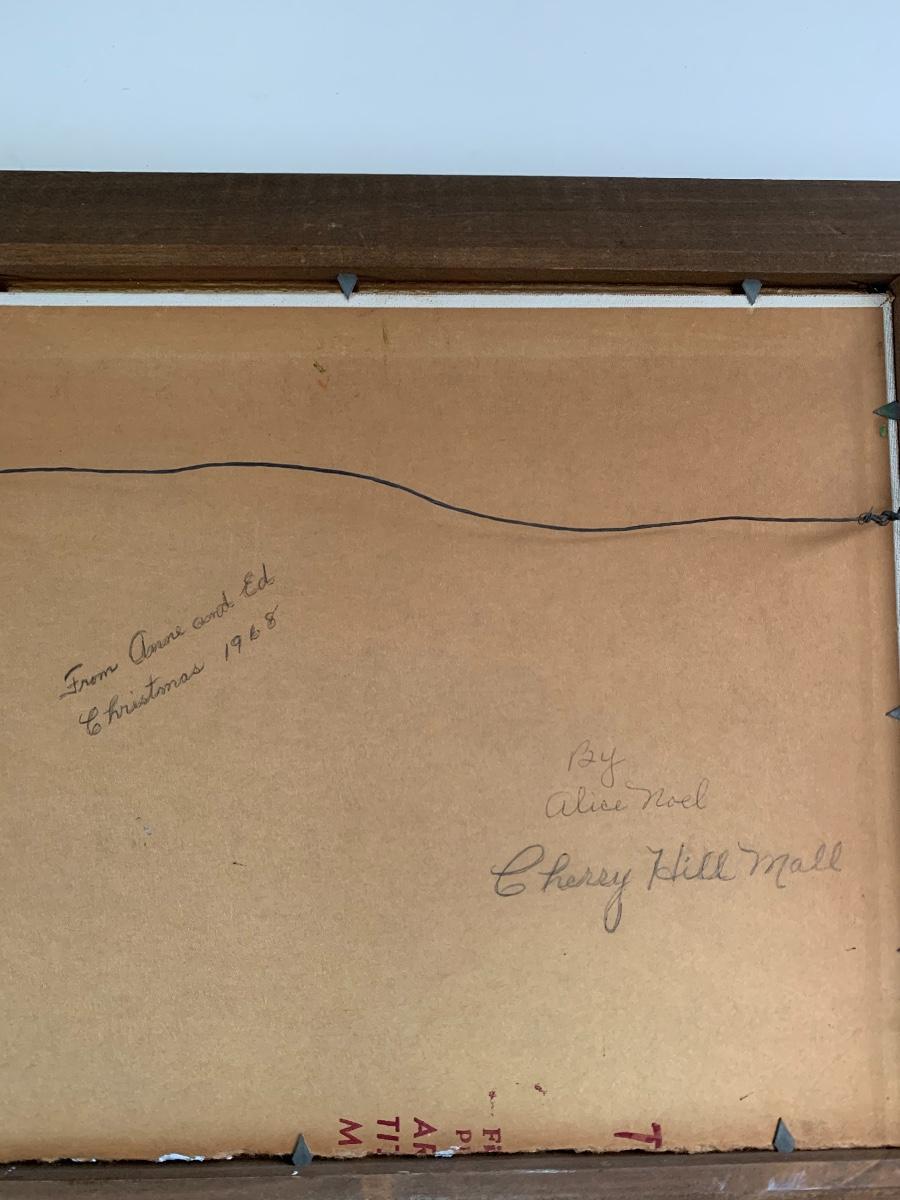 From Anne and Ed
Christmas 1968
By
Alice Noel
Cherry Hill Mall
M
T